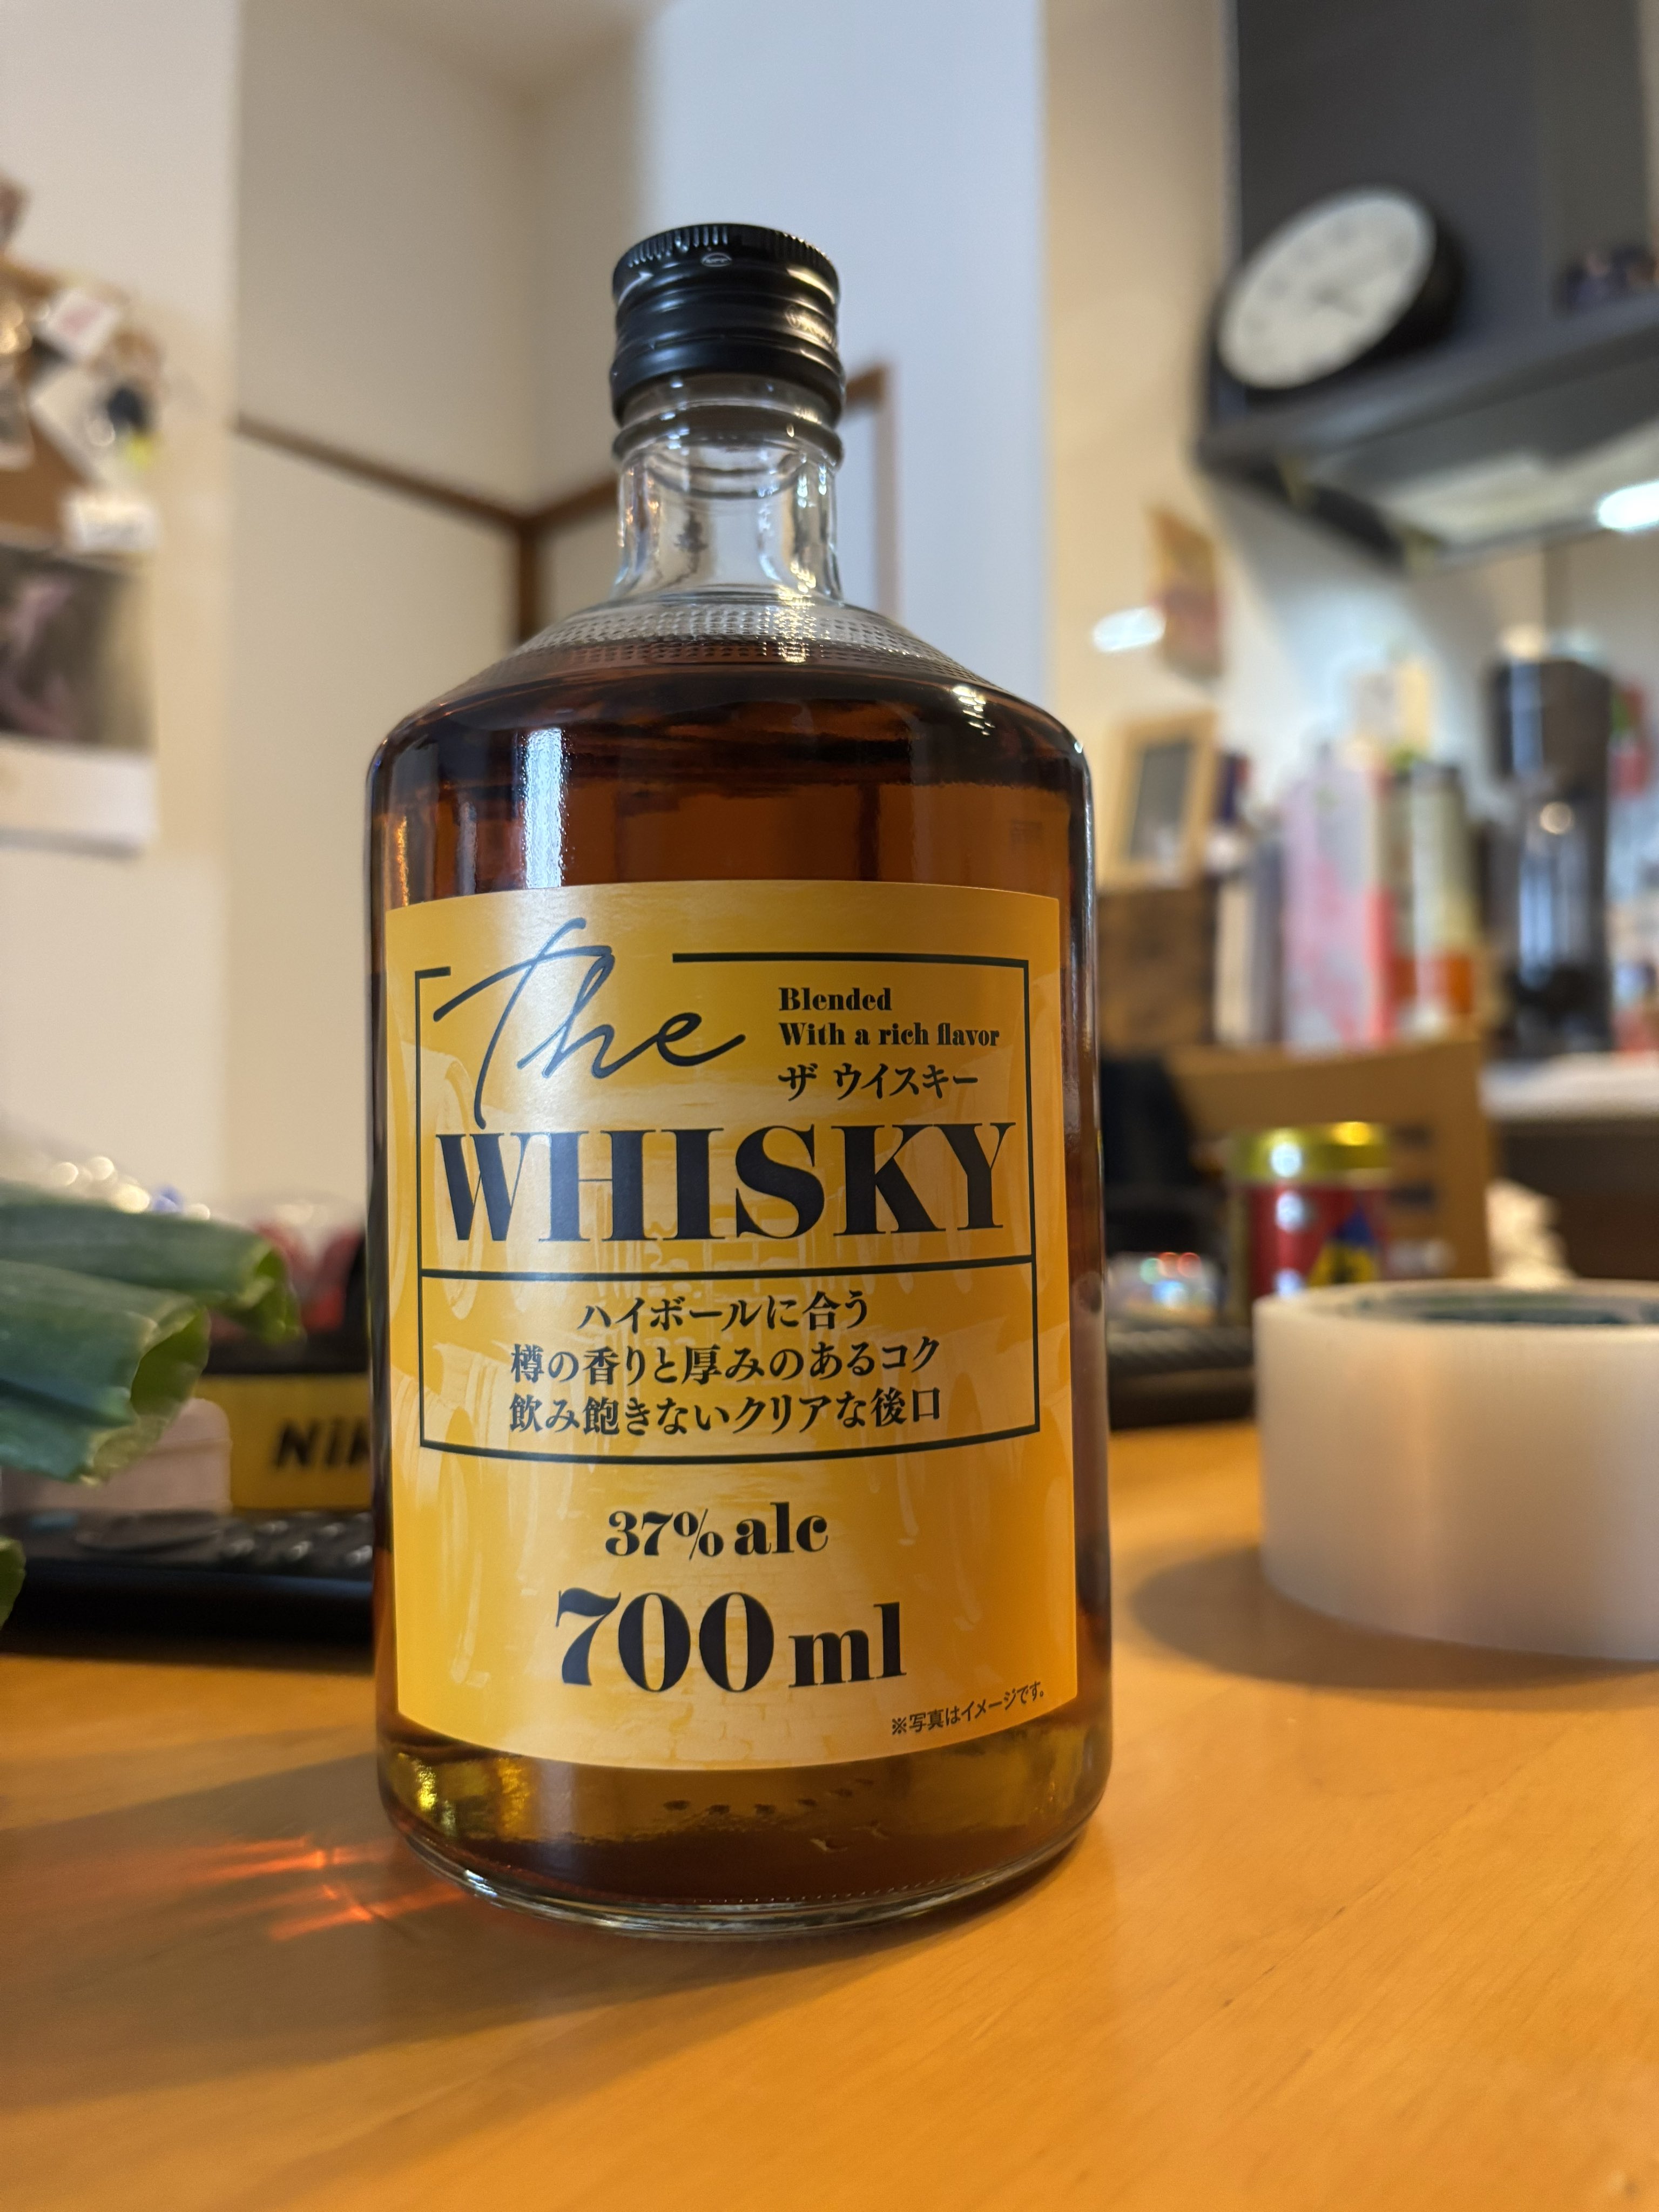 The
Blended
With a rich flavor
ザ ウイスキー
WHISKY
ハイボールに合う
樽の香りと厚みのあるコク
飲み飽きないクリアな後口
37% alc
700 ml
※写真はイメージです。